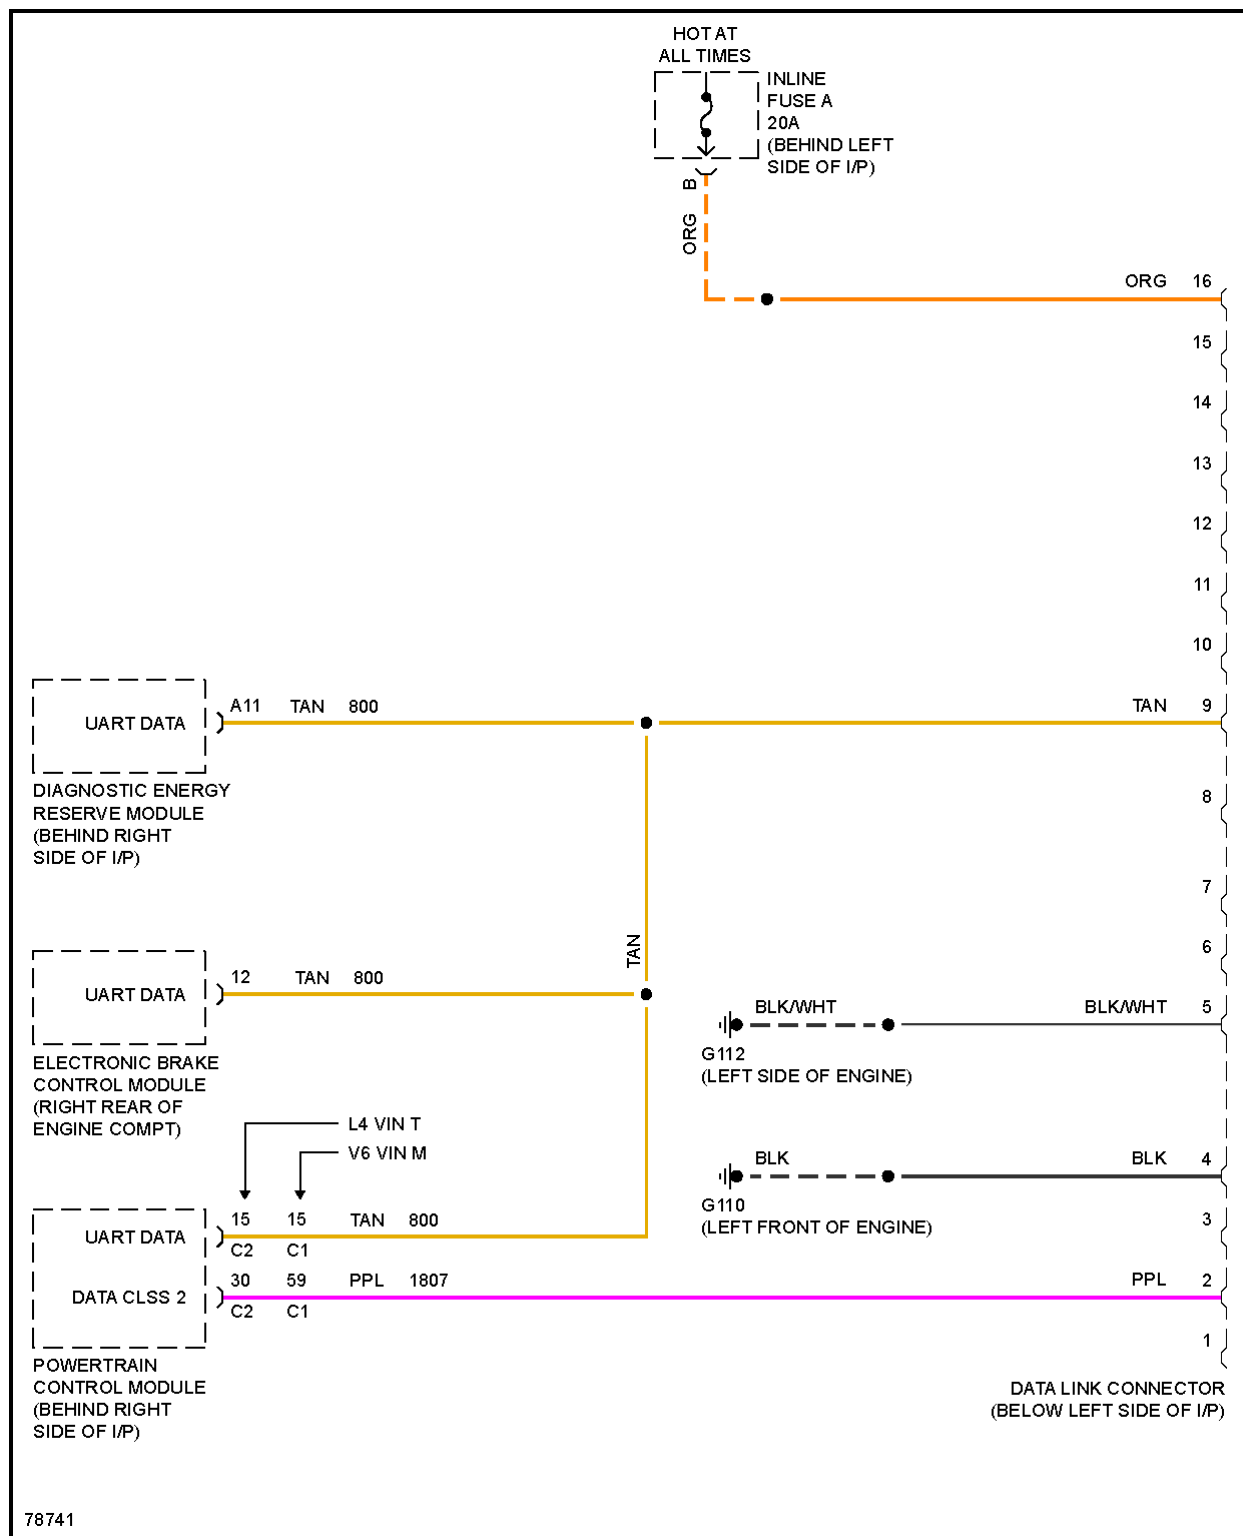 HOT AT
ALL TIMES
INLINE
FUSE A
20A
(BEHIND LEFT
SIDE OF I/P)
B
ORG
ORG 16
15
14
13
12
11
10
A11 TAN 800
TAN 9
UART DATA
DIAGNOSTIC ENERGY
RESERVE MODULE
(BEHIND RIGHT
SIDE OF I/P)
8
7
6
TAN
12 TAN 800
UART DATA
ELECTRONIC BRAKE
CONTROL MODULE
(RIGHT REAR OF
ENGINE COMPT)
BLK/WHT
BLK/WHT 5
G112
(LEFT SIDE OF ENGINE)
L4 VIN T
V6 VIN M
BLK
BLK 4
G110
(LEFT FRONT OF ENGINE)
3
15 15 TAN 800
UART DATA
C2 C1
30 59 PPL 1807
PPL 2
DATA CLSS 2
C2 C1
1
POWERTRAIN
CONTROL MODULE
(BEHIND RIGHT
SIDE OF I/P)
DATA LINK CONNECTOR
(BELOW LEFT SIDE OF I/P)
78741